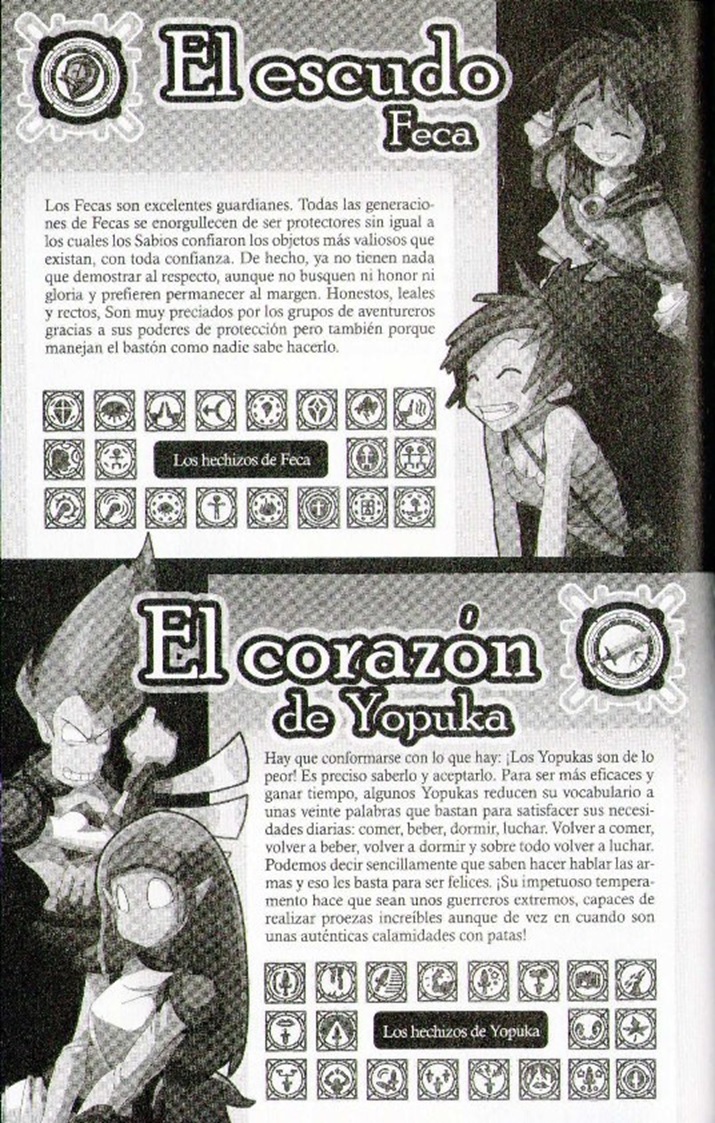 El escudo
Feca
Los Fecas son excelentes guardianes. Todas las generacio-
nes de Fecas se enorgullecen de ser protectores sin igual a
los cuales los Sabios confiaron los objetos más valiosos que
existan, con toda confianza. De hecho, ya no tienen nada
que demostrar al respecto, aunque no busquen ni honor ni
gloria y prefieren permanecer al margen. Honestos, leales
y rectos, Son muy preciados por los grupos de aventureros
gracias a sus poderes de protección pero también porque
manejan el bastón como nadie sabe hacerlo.
Los hechizos de Feca
El corazón
de Yopuka
Hay que conformarse con lo que hay: ¡Los Yopukas son de lo
peor! Es preciso saberlo y aceptarlo. Para ser más eficaces y
ganar tiempo, algunos Yopukas reducen su vocabulario a
unas veinte palabras que bastan para satisfacer sus necesi-
dades diarias: comer, beber, dormir, luchar. Volver a comer,
volver a beber, volver a dormir y sobre todo volver a luchar.
Podemos decir sencillamente que saben hacer hablar las ar-
mas y eso les basta para ser felices. ¡Su impetuoso tempera-
mento hace que sean unos guerreros extremos, capaces de
realizar proezas increíbles aunque de vez en cuando son
unas auténticas calamidades con patas!
Los hechizos de Yopuka